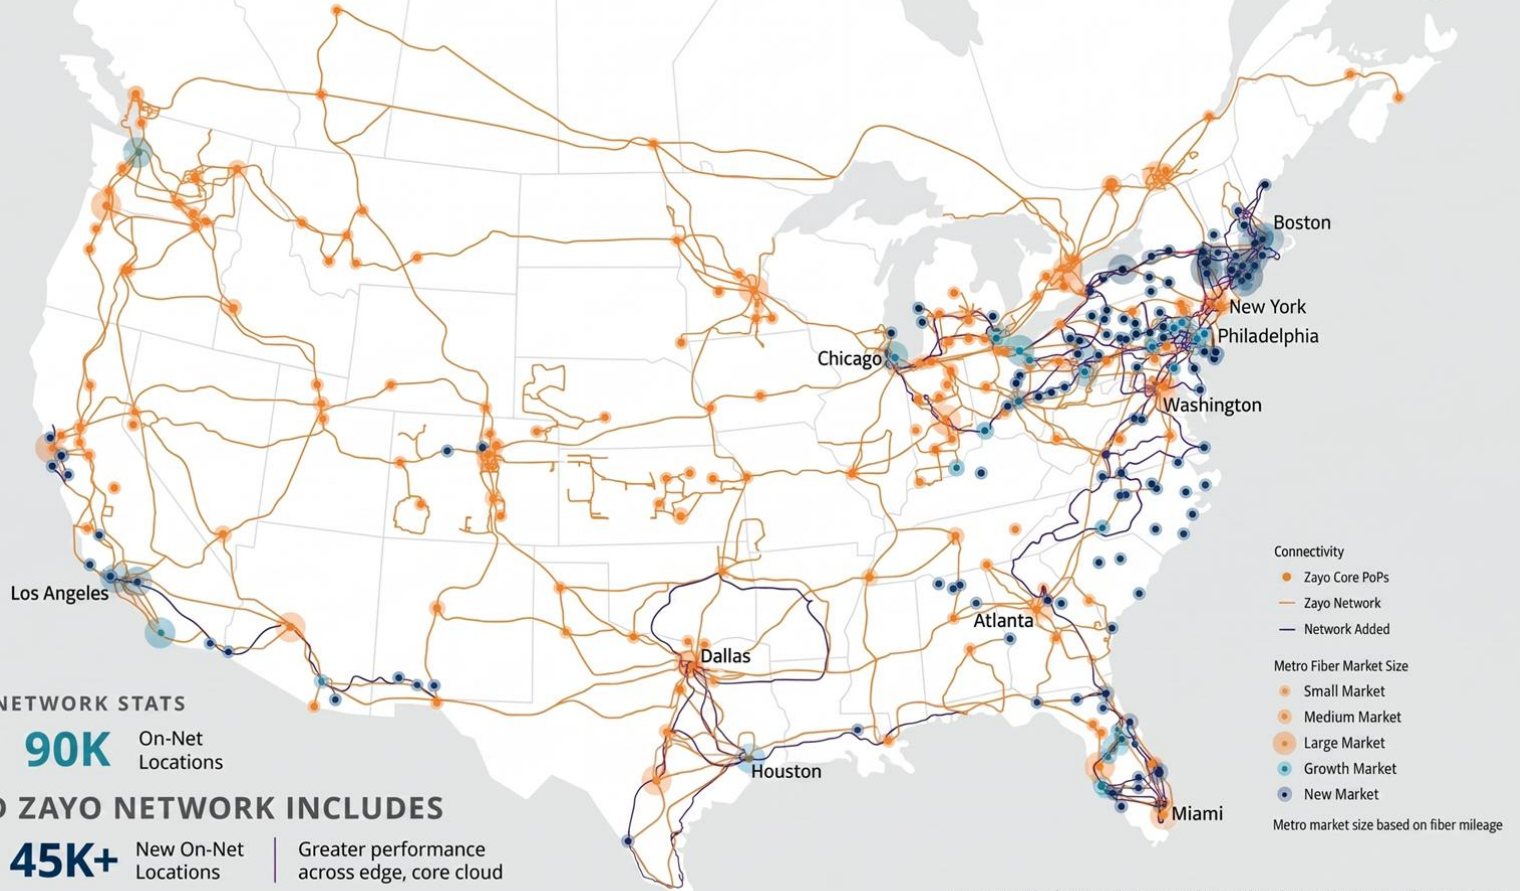 Boston
New York
Philadelphia
Chicago
Washington
Los Angeles
Atlanta
Dallas
Houston
Miami
Connectivity
Zayo Core PoPs
Zayo Network
Network Added
Metro Fiber Market Size
Small Market
Medium Market
Large Market
Growth Market
New Market
Metro market size based on fiber mileage
NETWORK STATS
90K
On-Net
Locations
ZAYO NETWORK INCLUDES
45K+
New On-Net
Locations
Greater performance
across edge, core cloud